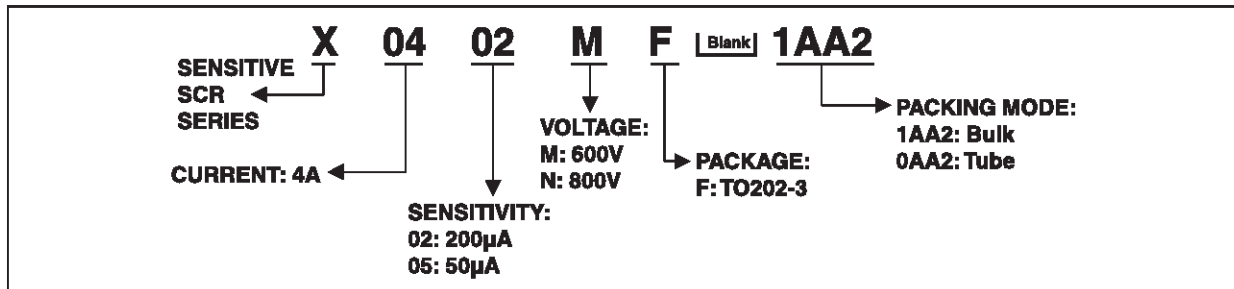 X 04 02 M F Blank 1AA2
SENSITIVE
SCR
SERIES
CURRENT: 4A
SENSITIVITY:
02: 200µA
05: 50µA
VOLTAGE:
M: 600V
N: 800V
PACKAGE:
F: TO202-3
PACKING MODE:
1AA2: Bulk
0AA2: Tube